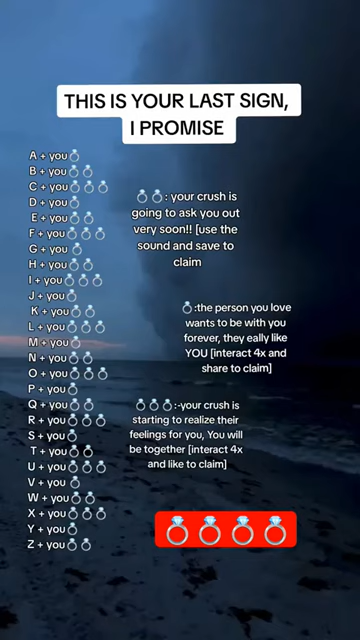 THIS IS YOUR LAST SIGN,
I PROMISE
A + you💍
B + you💍💍
C + you💍💍💍
D + you💍
E + you💍💍
F + you💍💍💍
G + you💍
H + you💍💍
I + you💍💍💍
J + you💍
K + you💍💍
L + you💍💍💍
M + you💍
N + you💍💍
O + you💍💍💍
P + you💍
Q + you💍💍
R + you💍💍💍
S + you💍
T + you💍💍
U + you💍💍💍
V + you💍
W + you💍💍
X + you💍💍💍
Y + you💍
Z + you💍💍
💍💍: your crush is
going to ask you out
very soon!! [use the
sound and save to
claim
💍:the person you love
wants to be with you
forever, they eally like
YOU [interact 4x and
share to claim]
💍💍💍:-your crush is
starting to realize their
feelings for you, You will
be together [interact 4x
and like to claim]
💍💍💍💍